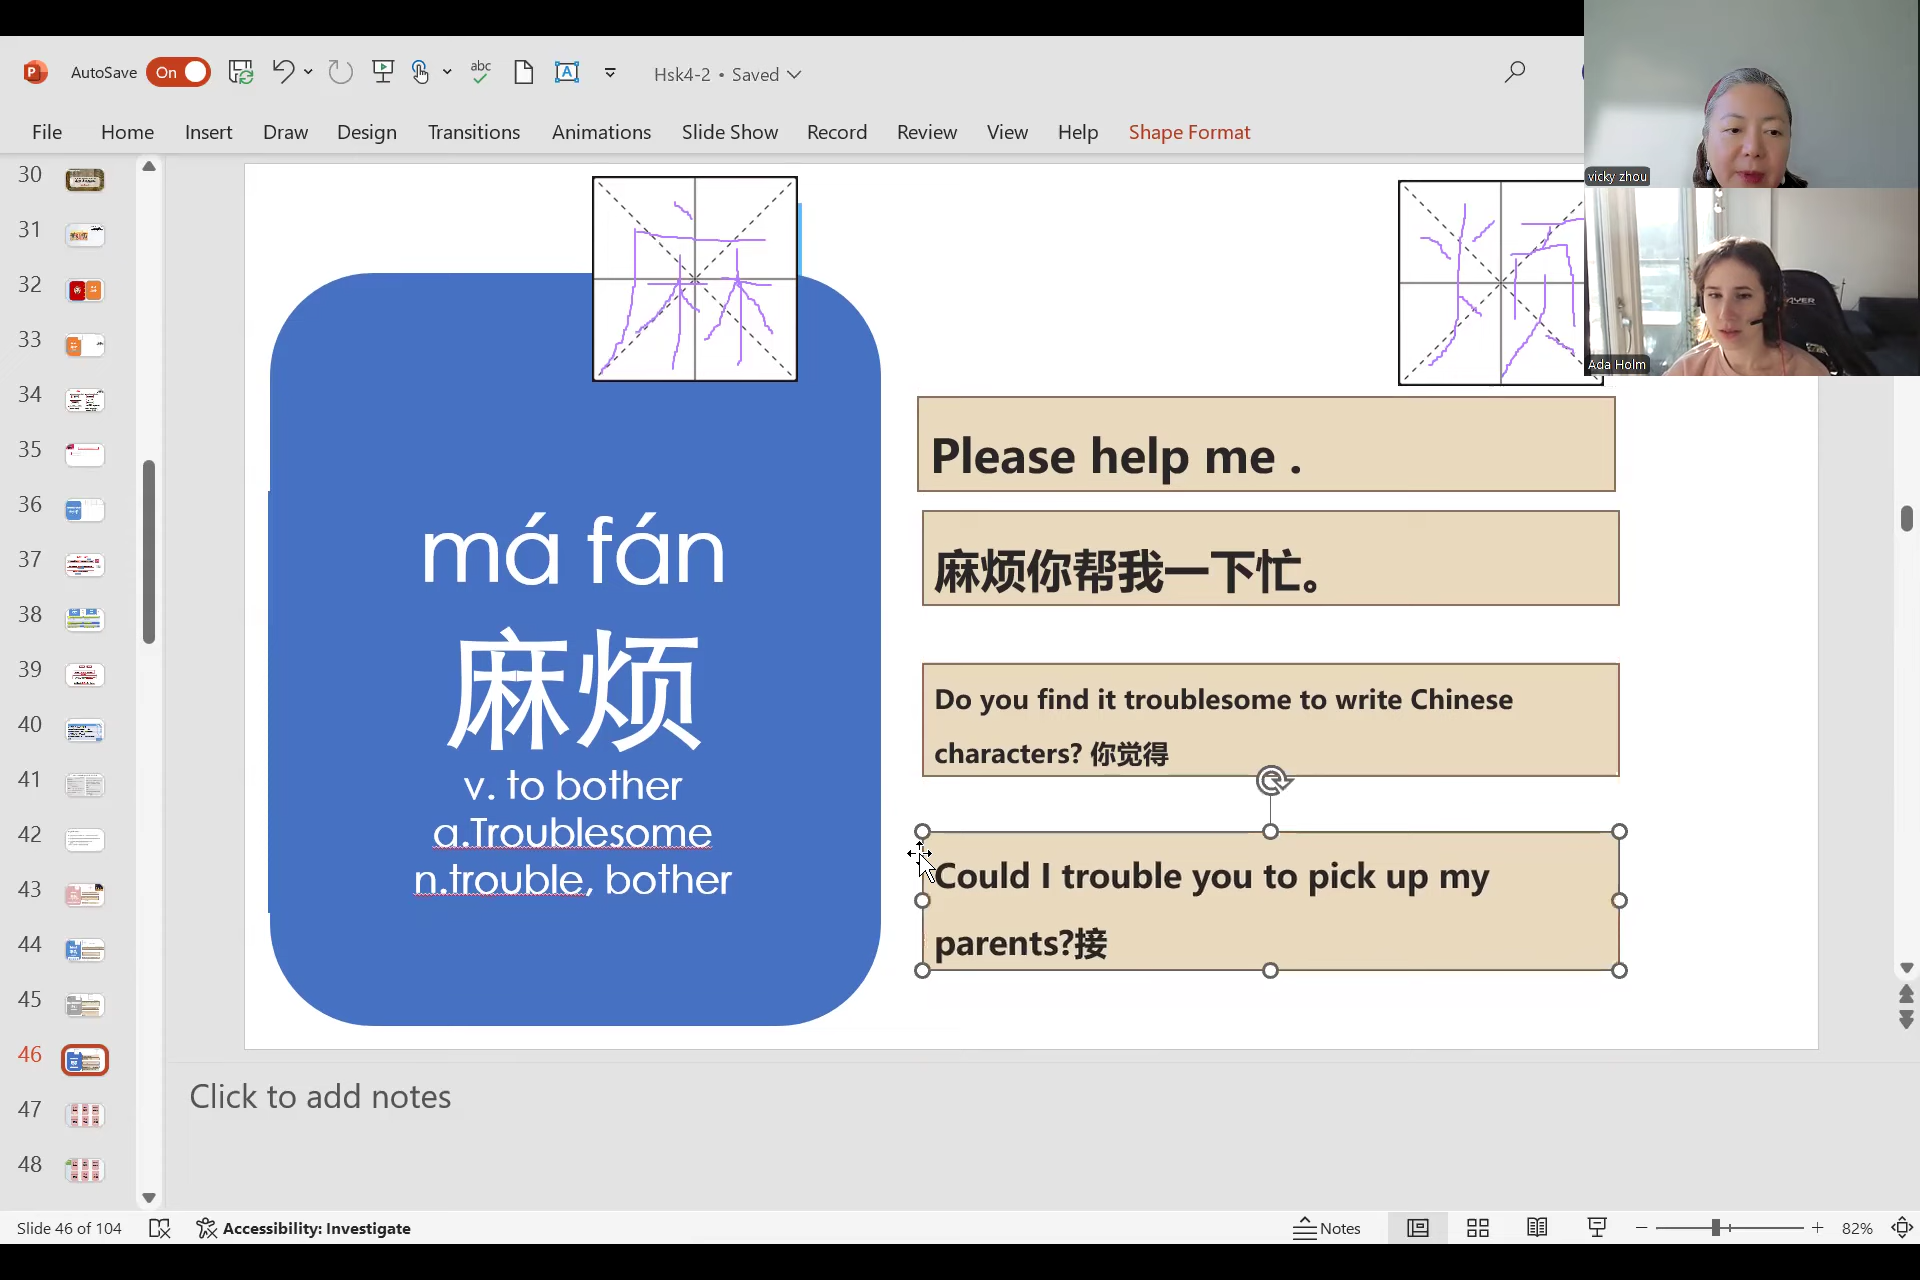 AutoSave On Hsk4-2 • Saved
File Home Insert Draw Design Transitions Animations Slide Show Record Review View Help Shape Format
vicky zhou
Ada Holm
30
31
32
33
34
35
36
37
38
39
40
41
42
43
44
45
46
47
48
麻
má fán
麻烦
v. to bother
a.Troublesome
n.trouble, bother
Please help me .
麻烦你帮我一下忙。
Do you find it troublesome to write Chinese
characters? 你觉得
Could I trouble you to pick up my
parents?接
Click to add notes
Slide 46 of 104 Accessibility: Investigate Notes 82%